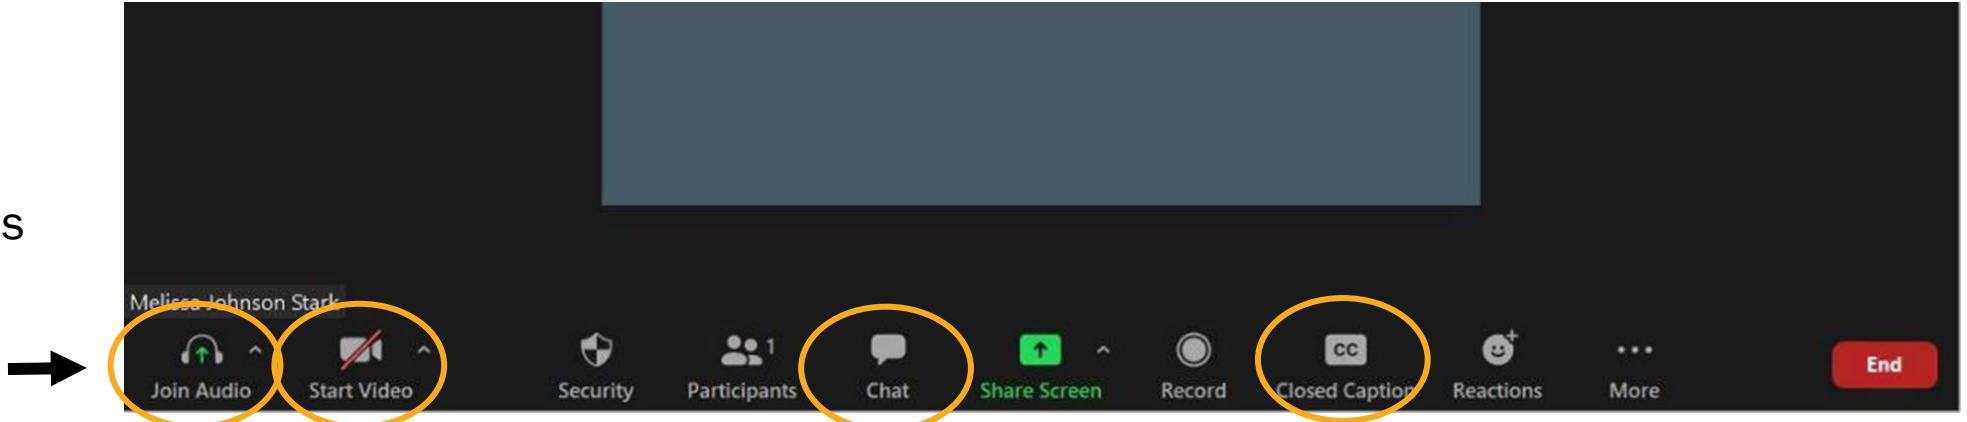 s
Melissa Johnson Stark
Join Audio Start Video Security Participants 1 Chat Share Screen Record CC Closed Caption Reactions More End